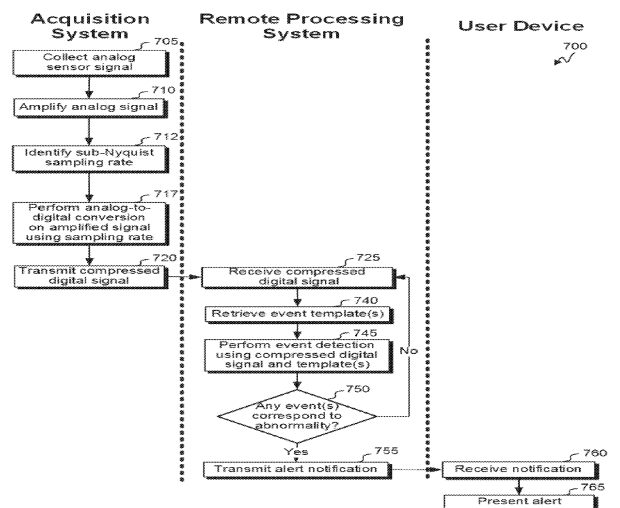 Acquisition
System
Remote Processing
System
User Device
700
705
Collect analog
sensor signal
710
Amplify analog signal
712
Identify sub-Nyquist
sampling rate
717
Perform analog-to-
digital conversion
on amplified signal
using sampling rate
720
Transmit compressed
digital signal
725
Receive compressed
digital signal
740
Retrieve event template(s)
745
Perform event detection
using compressed digital
signal and template(s)
No
750
Any event(s)
correspond to
abnormality?
Yes
755
Transmit alert notification
760
Receive notification
765
Present alert